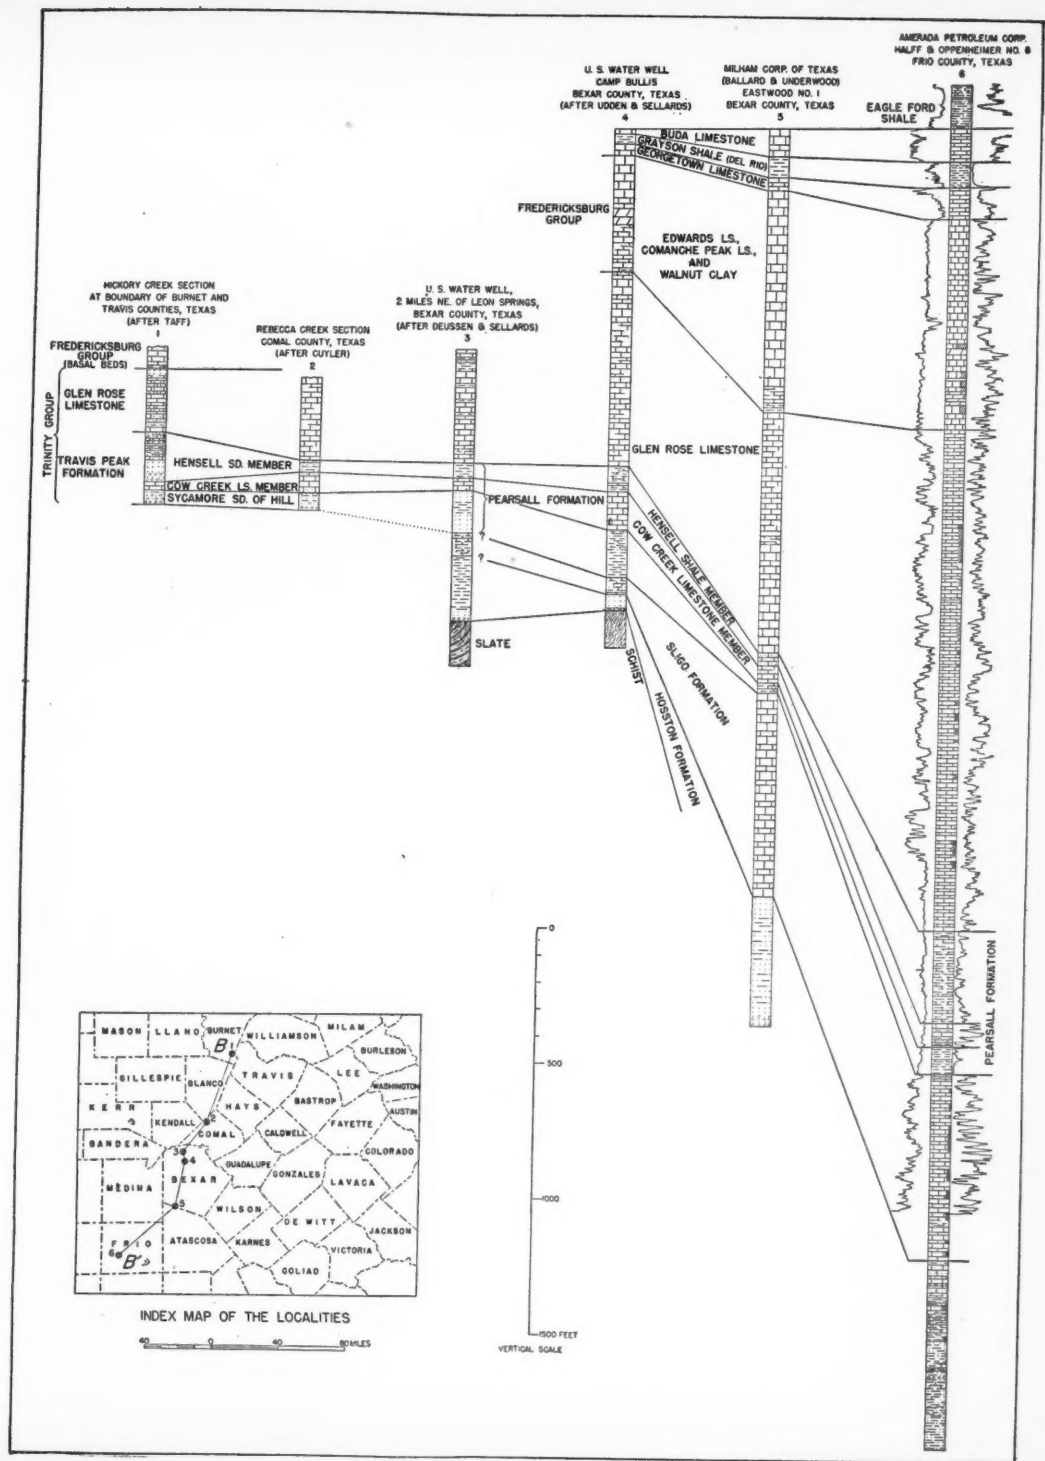 AMERADA PETROLEUM CORP.
HALFF & OPPENHEIMER NO. 8
FRIO COUNTY, TEXAS
6
U. S. WATER WELL
CAMP BULLIS
BEXAR COUNTY, TEXAS
(AFTER UDDEN & SELLARDS)
4
MILHAM CORP. OF TEXAS
(BALLARD & UNDERWOOD)
EASTWOOD NO. 1
BEXAR COUNTY, TEXAS
5
EAGLE FORD
SHALE
BUDA LIMESTONE
GRAYSON SHALE (DEL RIO)
GEORGETOWN LIMESTONE
FREDERICKSBURG
GROUP
EDWARDS LS.,
COMANCHE PEAK LS.,
AND
WALNUT CLAY
HICKORY CREEK SECTION
AT BOUNDARY OF BURNET AND
TRAVIS COUNTIES, TEXAS
(AFTER TAFF)
1
REBECCA CREEK SECTION
COMAL COUNTY, TEXAS
(AFTER CUYLER)
2
U. S. WATER WELL,
2 MILES NE. OF LEON SPRINGS,
BEXAR COUNTY, TEXAS
(AFTER DEUSSEN & SELLARDS)
3
FREDERICKSBURG
GROUP
(BASAL BEDS)
TRINITY GROUP
GLEN ROSE
LIMESTONE
TRAVIS PEAK
FORMATION
HENSELL SD. MEMBER
COW CREEK LS. MEMBER
SYCAMORE SD. OF HILL
GLEN ROSE LIMESTONE
PEARSALL FORMATION
?
?
SLATE
SCHIST
HENSELL SHALE MEMBER
COW CREEK LIMESTONE MEMBER
SLIGO FORMATION
HOSSTON FORMATION
PEARSALL FORMATION
0
500
1000
1500 FEET
VERTICAL SCALE
MASON
LLANO
BURNET
WILLIAMSON
MILAM
B
1
BURLESON
GILLESPIE
BLANCO
TRAVIS
LEE
WASHINGTON
KERR
HAYS
BASTROP
AUSTIN
KENDALL
2
COMAL
CALDWELL
FAYETTE
BANDERA
3
4
GUADALUPE
COLORADO
MEDINA
BEXAR
GONZALES
LAVACA
5
WILSON
DE WITT
JACKSON
FRIO
ATASCOSA
KARNES
VICTORIA
6
B'
GOLIAD
INDEX MAP OF THE LOCALITIES
40 0 40 80 MILES